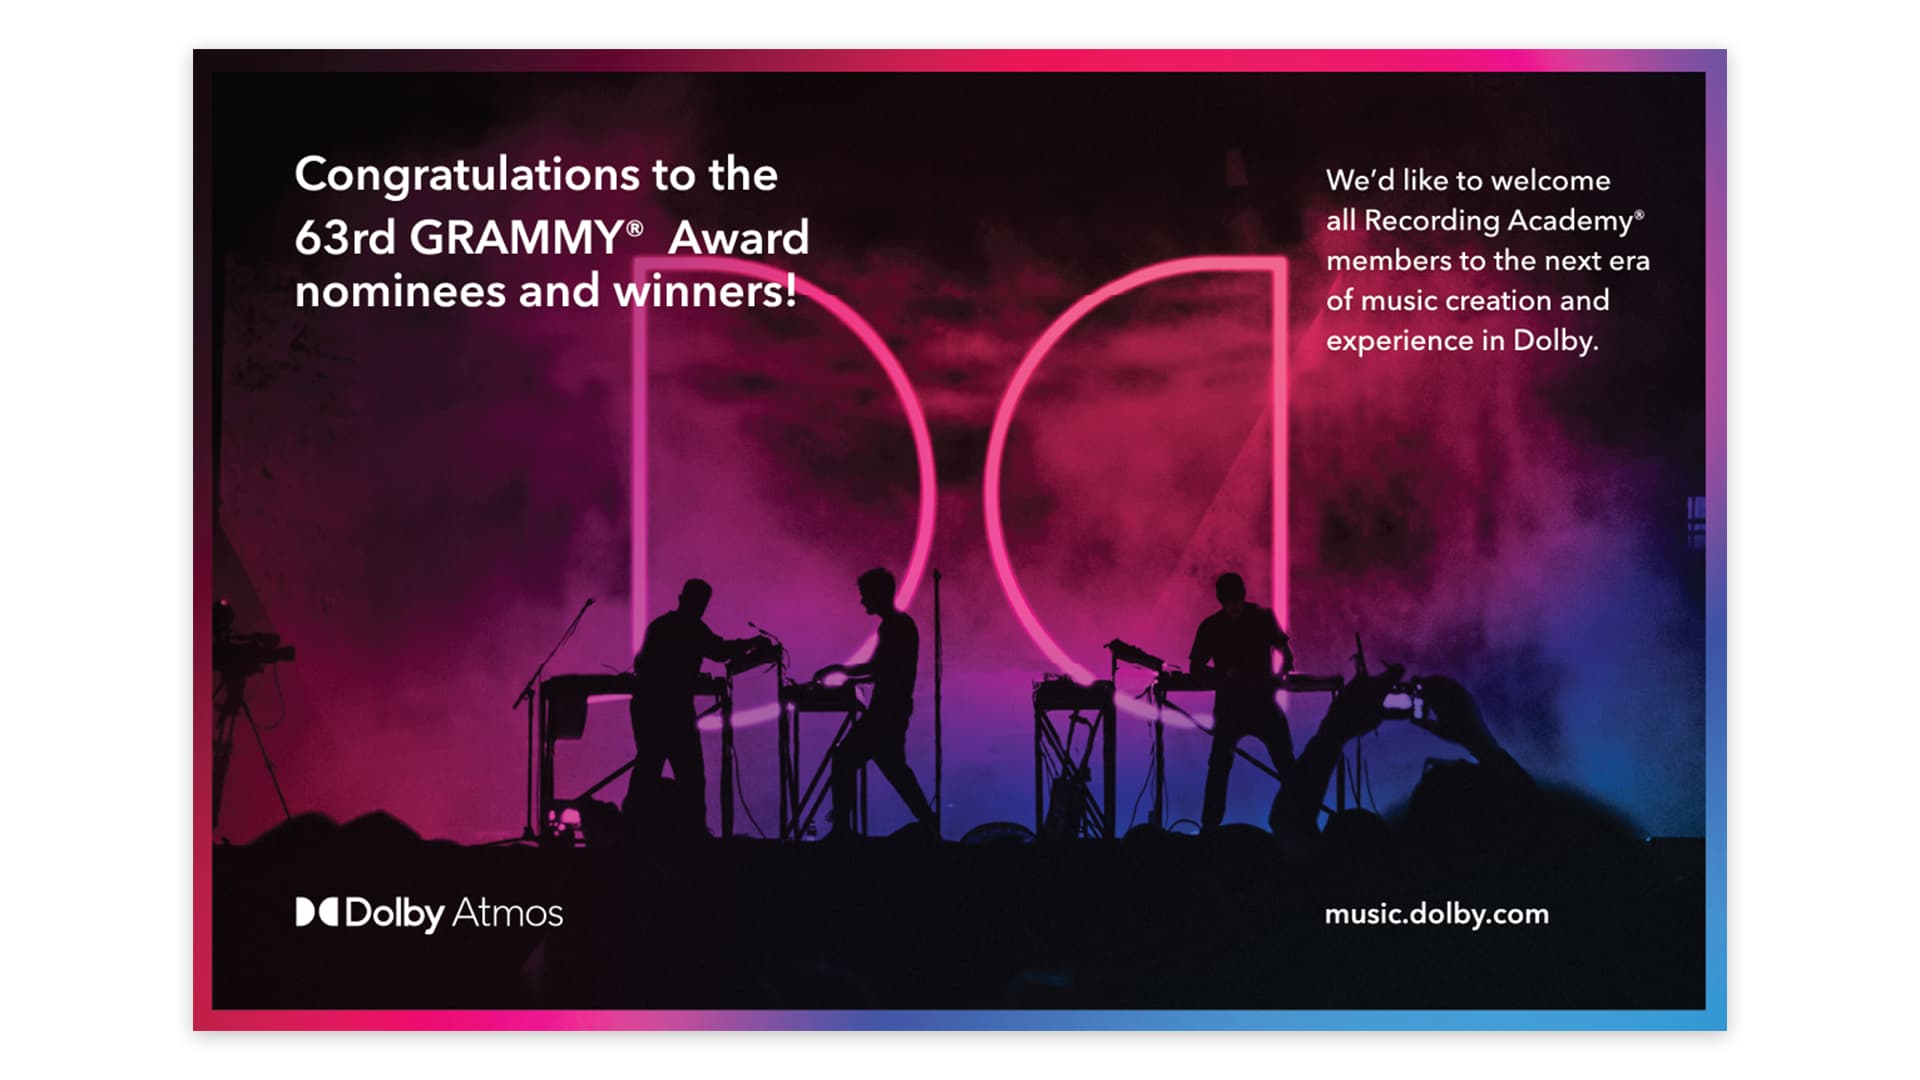 Congratulations to the
63rd GRAMMY® Award
nominees and winners!
We’d like to welcome
all Recording Academy®
members to the next era
of music creation and
experience in Dolby.
Dolby Atmos
music.dolby.com